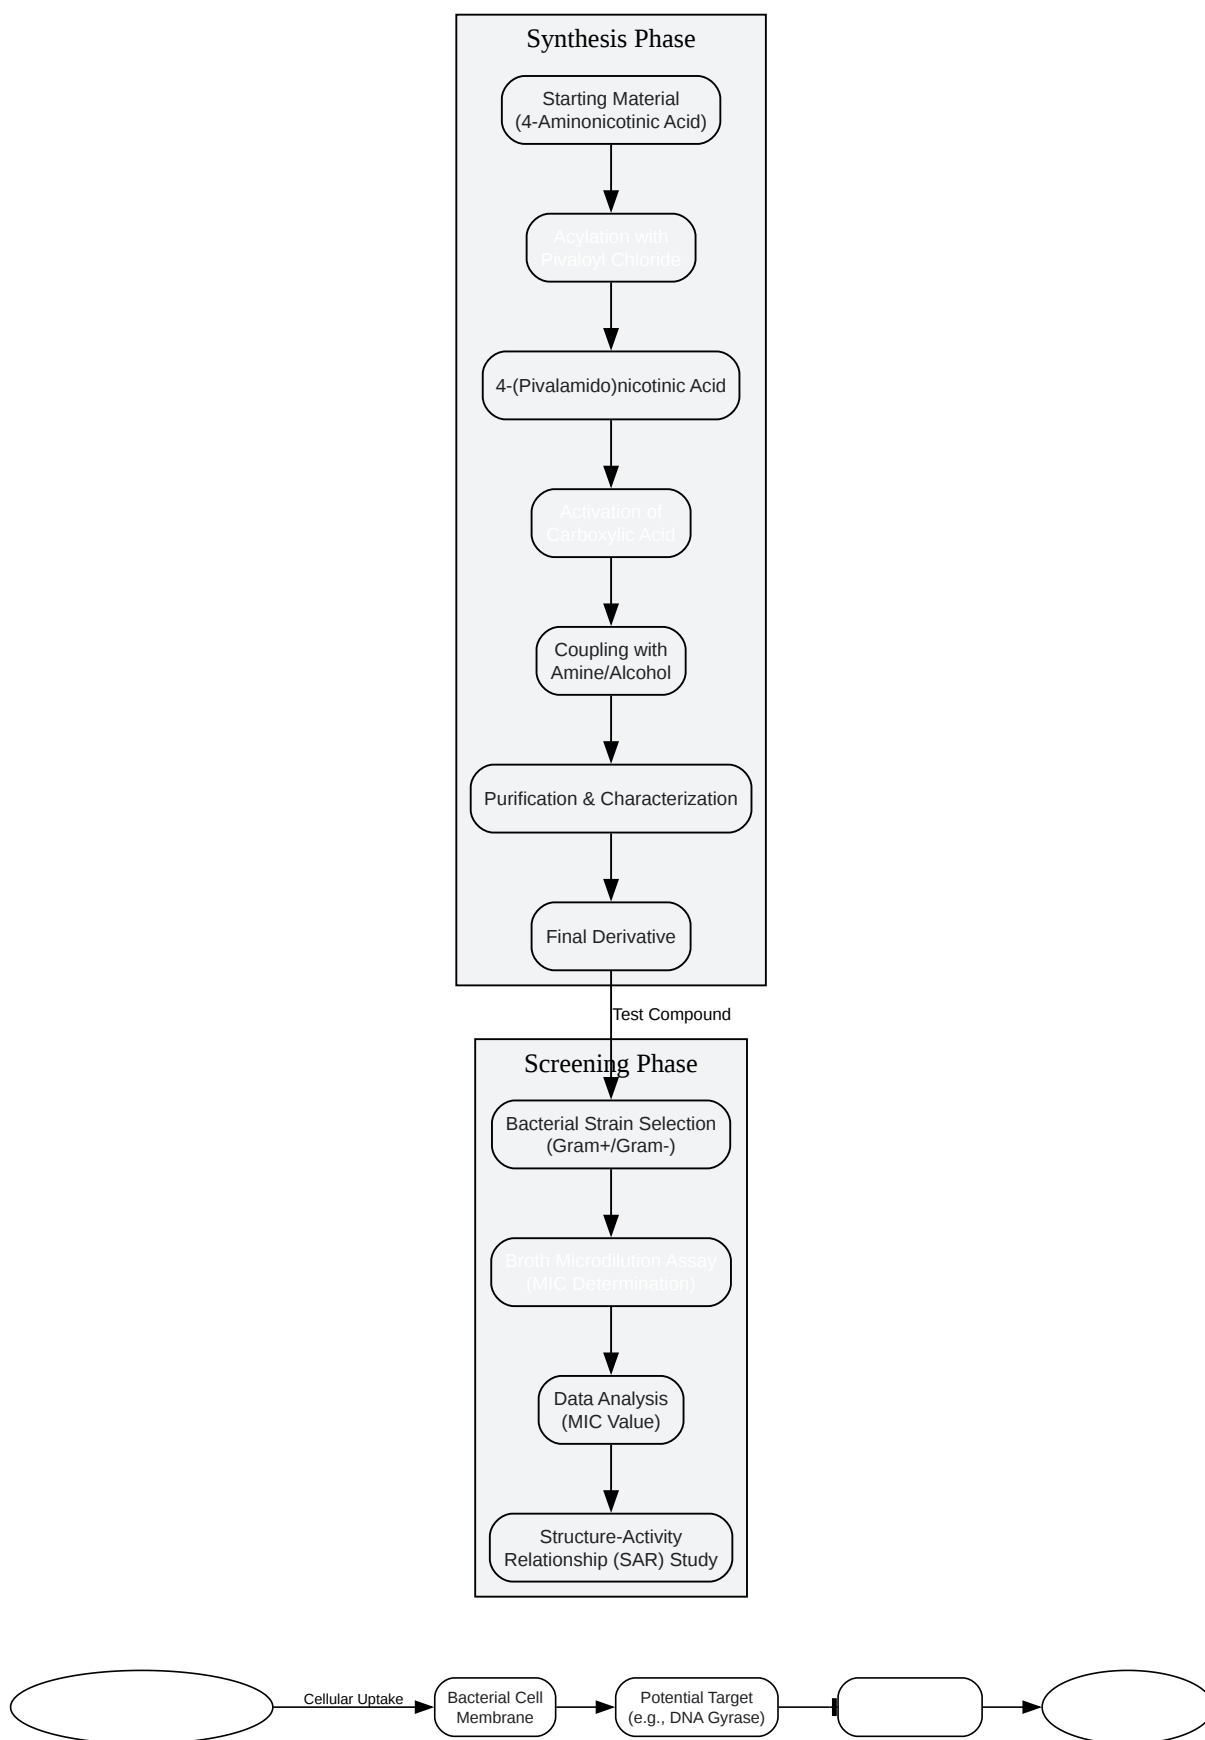 Synthesis Phase
Starting Material
(4-Aminonicotinic Acid)
Acylation with
Pivaloyl Chloride
4-(Pivalamido)nicotinic Acid
Activation of
Carboxylic Acid
Coupling with
Amine/Alcohol
Purification & Characterization
Final Derivative
Test Compound
Screening Phase
Bacterial Strain Selection
(Gram+/Gram-)
Broth Microdilution Assay
(MIC Determination)
Data Analysis
(MIC Value)
Structure-Activity
Relationship (SAR) Study
Cellular Uptake
Bacterial Cell
Membrane
Potential Target
(e.g., DNA Gyrase)